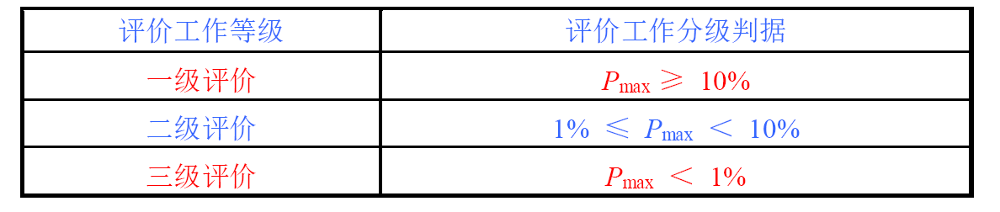 评价工作等级 评价工作分级判据
一级评价 Pmax ≥ 10%
二级评价 1% ≤ Pmax < 10%
三级评价 Pmax < 1%